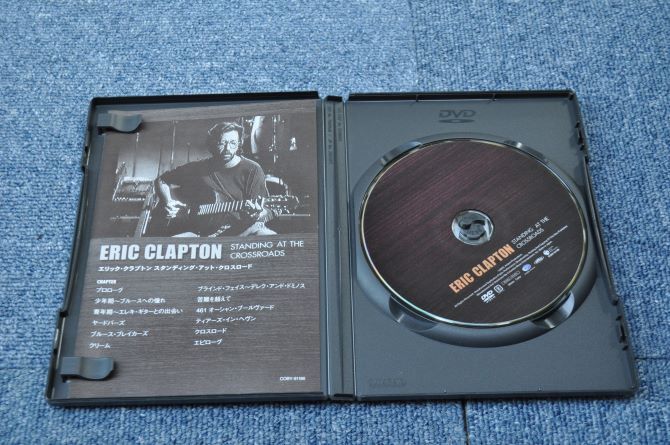 ERIC CLAPTON STANDING AT THE
CROSSROADS
エリック・クラプトン スタンディング・アット・クロスロード
CHAPTER
プロローグ
少年期〜ブルースへの憧れ
青年期〜エレキ・ギターとの出会い
ヤードバーズ
ブルース・ブレイカーズ
クリーム
ブラインド・フェイス〜デレク・アンド・ドミノス
苦難を越えて
461 オーシャン・ブールヴァード
ティアーズ・イン・ヘヴン
クロスロード
エピローグ
DVD
ERIC CLAPTON STANDING AT THE
CROSSROADS
DVD